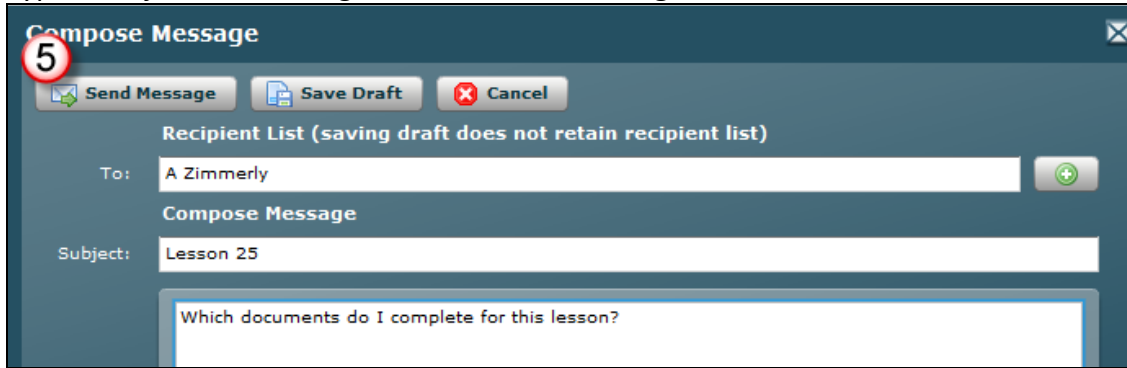 Compose Message
5
Send Message Save Draft Cancel
Recipient List (saving draft does not retain recipient list)
To: A Zimmerly
Compose Message
Subject: Lesson 25
Which documents do I complete for this lesson?